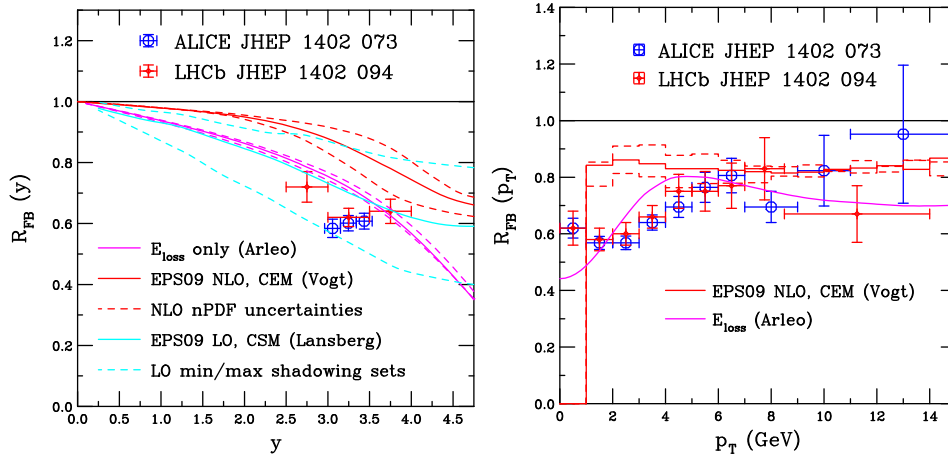 ALICE JHEP 1402 073
LHCb JHEP 1402 094
1.2
1.0
0.8
0.6
0.4
0.2
0.0
R_FB (y)
E_loss only (Arleo)
EPS09 NLO, CEM (Vogt)
NLO nPDF uncertainties
EPS09 LO, CSM (Lansberg)
LO min/max shadowing sets
0.0 0.5 1.0 1.5 2.0 2.5 3.0 3.5 4.0 4.5
y
ALICE JHEP 1402 073
LHCb JHEP 1402 094
1.4
1.2
1.0
0.8
0.6
0.4
0.2
0.0
R_FB (p_T)
EPS09 NLO, CEM (Vogt)
E_loss (Arleo)
0 2 4 6 8 10 12 14
p_T (GeV)